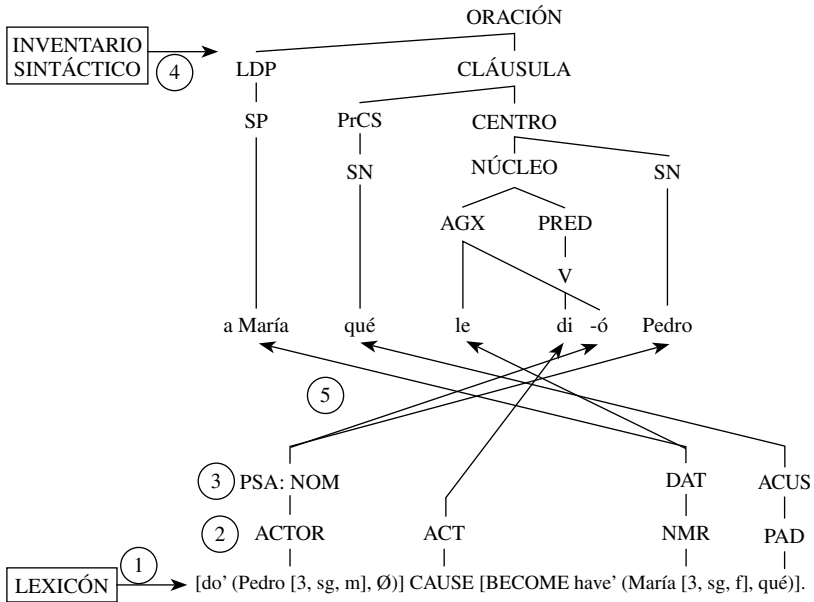 ORACIÓN
INVENTARIO
SINTÁCTICO
4
LDP
CLÁUSULA
SP
PrCS
CENTRO
SN
NÚCLEO
SN
AGX
PRED
V
a María qué le di -ó Pedro
5
3 PSA: NOM DAT ACUS
2 ACTOR ACT NMR PAD
1
LEXICÓN [do’ (Pedro [3, sg, m], Ø)] CAUSE [BECOME have’ (María [3, sg, f], qué)].